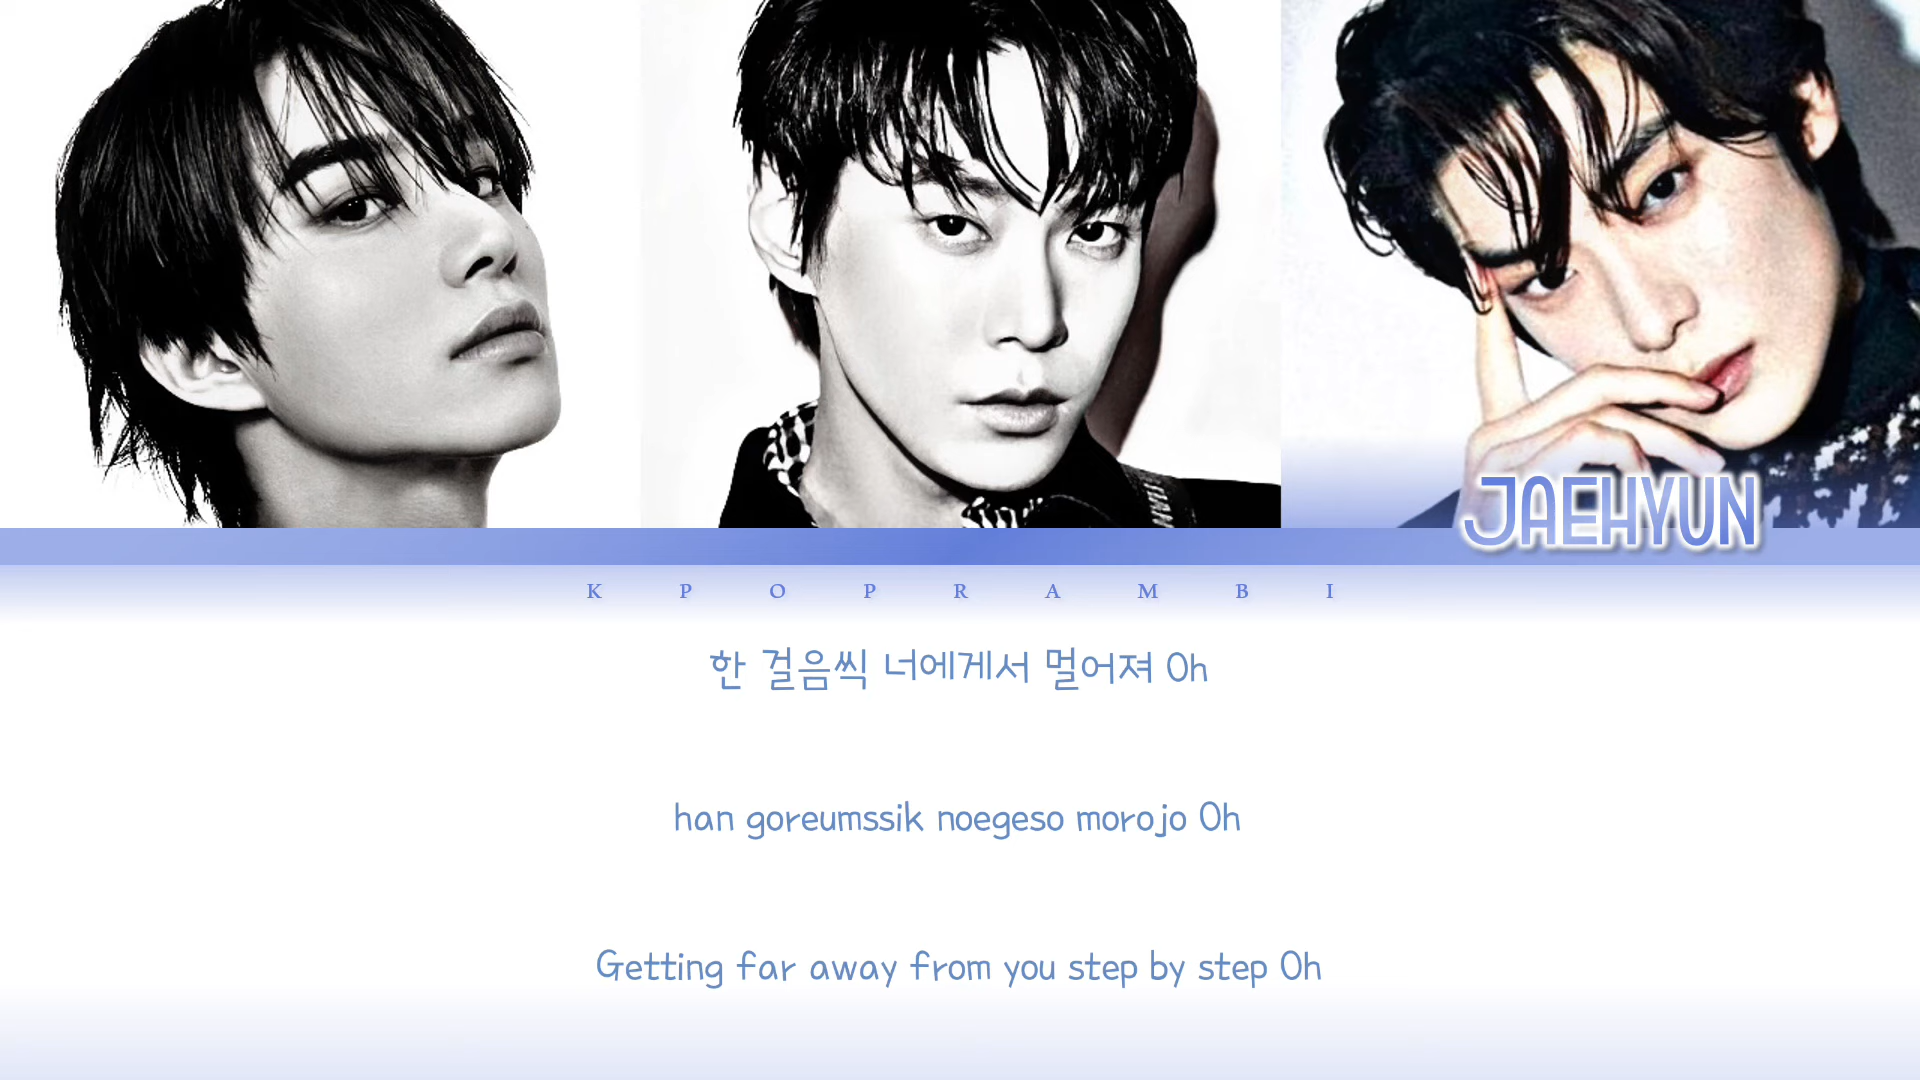 JAEHYUN
KPOPRAMBI
한 걸음씩 너에게서 멀어져 Oh
han goreumssik noegeso morojo Oh
Getting far away from you step by step Oh